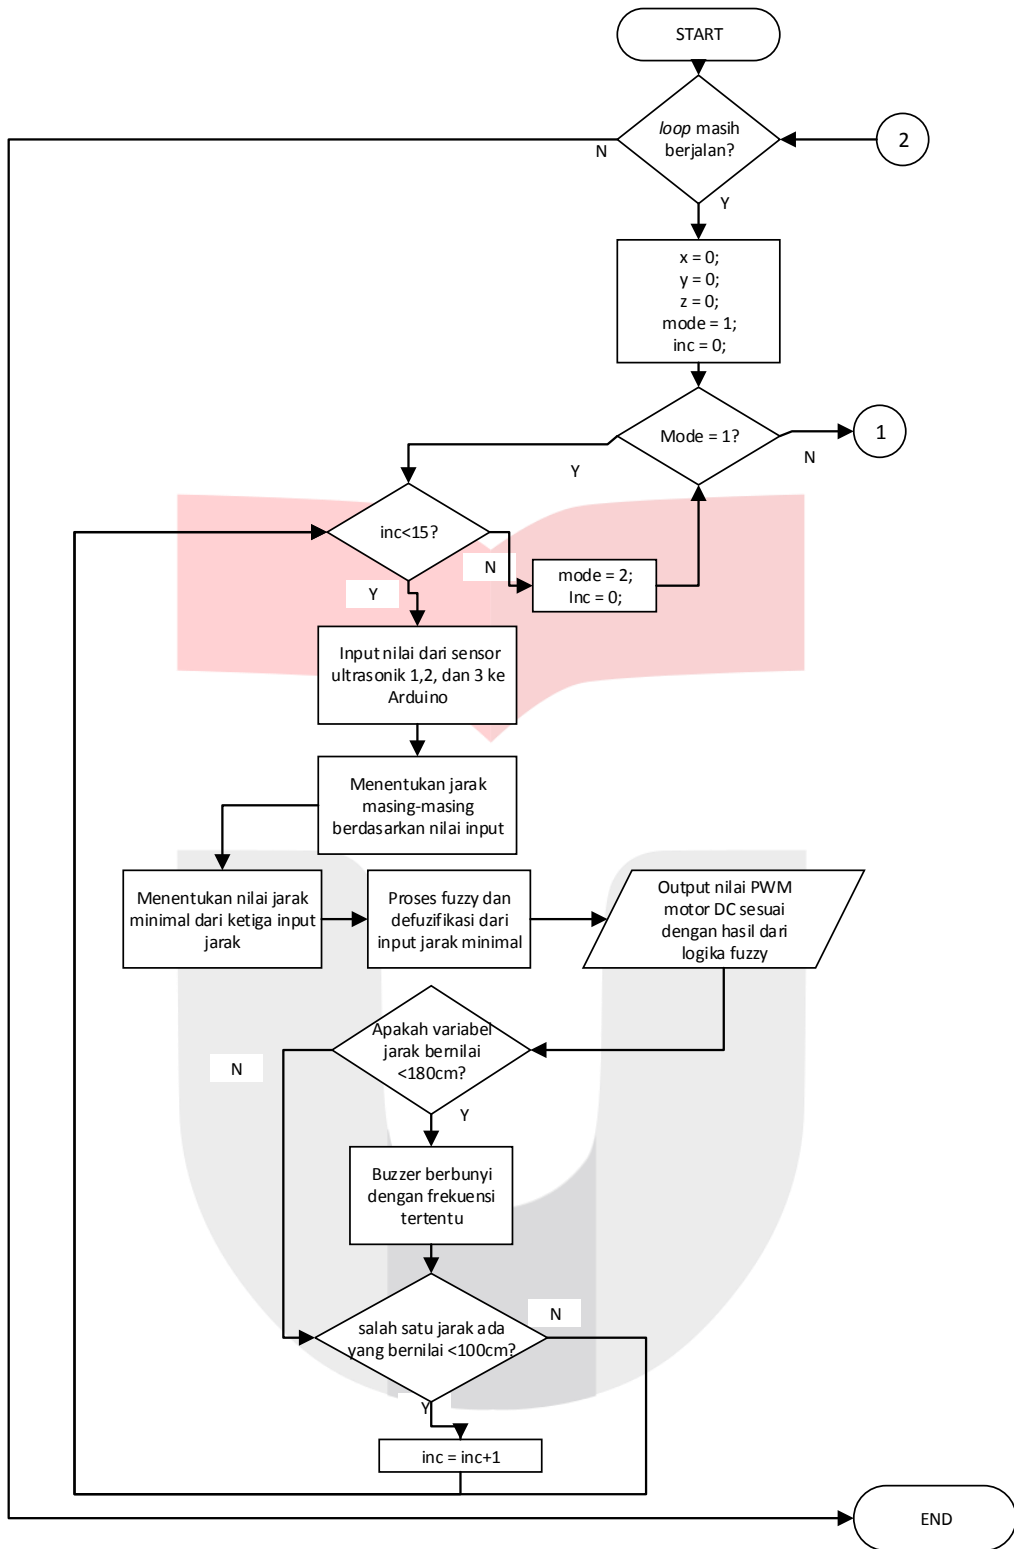 START
loop masih
berjalan?
2
N
Y
x = 0;
y = 0;
z = 0;
mode = 1;
inc = 0;
Mode = 1?
1
Y
N
inc<15?
N
Y
mode = 2;
Inc = 0;
Input nilai dari sensor
ultrasonik 1,2, dan 3 ke
Arduino
Menentukan jarak
masing-masing
berdasarkan nilai input
Menentukan nilai jarak
minimal dari ketiga input
jarak
Proses fuzzy dan
defuzifikasi dari
input jarak minimal
Output nilai PWM
motor DC sesuai
dengan hasil dari
logika fuzzy
Apakah variabel
jarak bernilai
<180cm?
N
Y
Buzzer berbunyi
dengan frekuensi
tertentu
N
salah satu jarak ada
yang bernilai <100cm?
Y
inc = inc+1
END